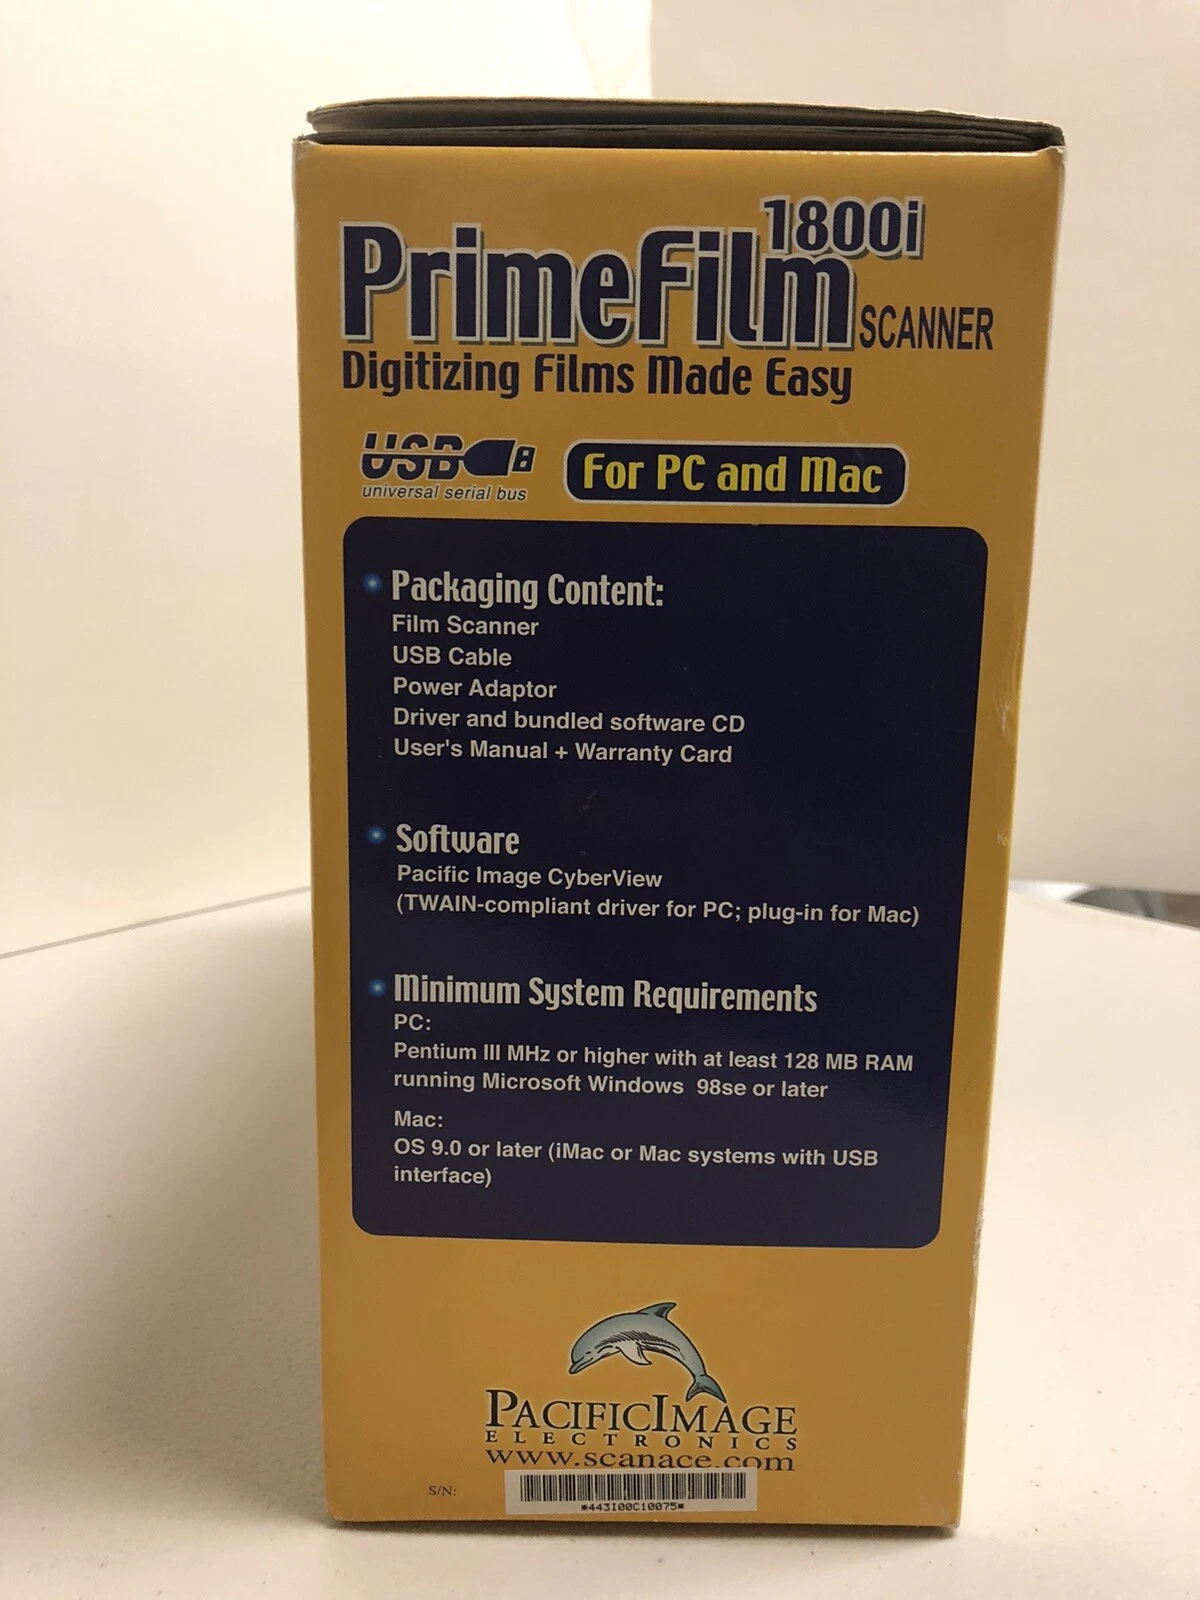 1800i
PrimeFilm SCANNER
Digitizing Films Made Easy
USB
universal serial bus
For PC and Mac
Packaging Content:
Film Scanner
USB Cable
Power Adaptor
Driver and bundled software CD
User's Manual + Warranty Card
Software
Pacific Image CyberView
(TWAIN-compliant driver for PC; plug-in for Mac)
Minimum System Requirements
PC:
Pentium III MHz or higher with at least 128 MB RAM
running Microsoft Windows 98se or later
Mac:
OS 9.0 or later (iMac or Mac systems with USB
interface)
PACIFICIMAGE
ELECTRONICS
www.scanace.com
S/N:
*443I00C10075*